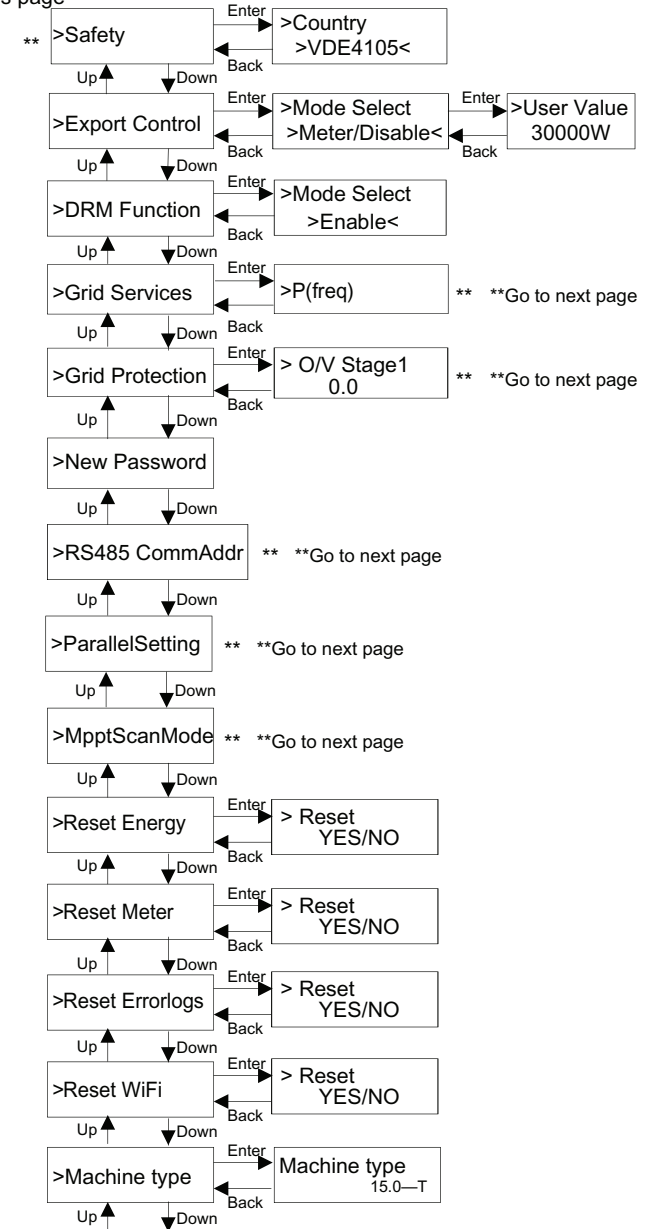 s page
** >Safety Enter Back >Country
>VDE4105<
Up Down
>Export Control Enter Back >Mode Select Enter Back >User Value
>Meter/Disable< 30000W
Up Down
>DRM Function Enter Back >Mode Select
>Enable<
Up Down
>Grid Services Enter Back >P(freq) ** **Go to next page
Up Down
>Grid Protection Enter Back > O/V Stage1 ** **Go to next page
0.0
Up Down
>New Password
Up Down
>RS485 CommAddr ** **Go to next page
Up Down
>ParallelSetting ** **Go to next page
Up Down
>MpptScanMode ** **Go to next page
Up Down
>Reset Energy Enter Back > Reset
YES/NO
Up Down
>Reset Meter Enter Back > Reset
YES/NO
Up Down
>Reset Errorlogs Enter Back > Reset
YES/NO
Up Down
>Reset WiFi Enter Back > Reset
YES/NO
Up Down
>Machine type Enter Back Machine type
15.0—T
Up Down